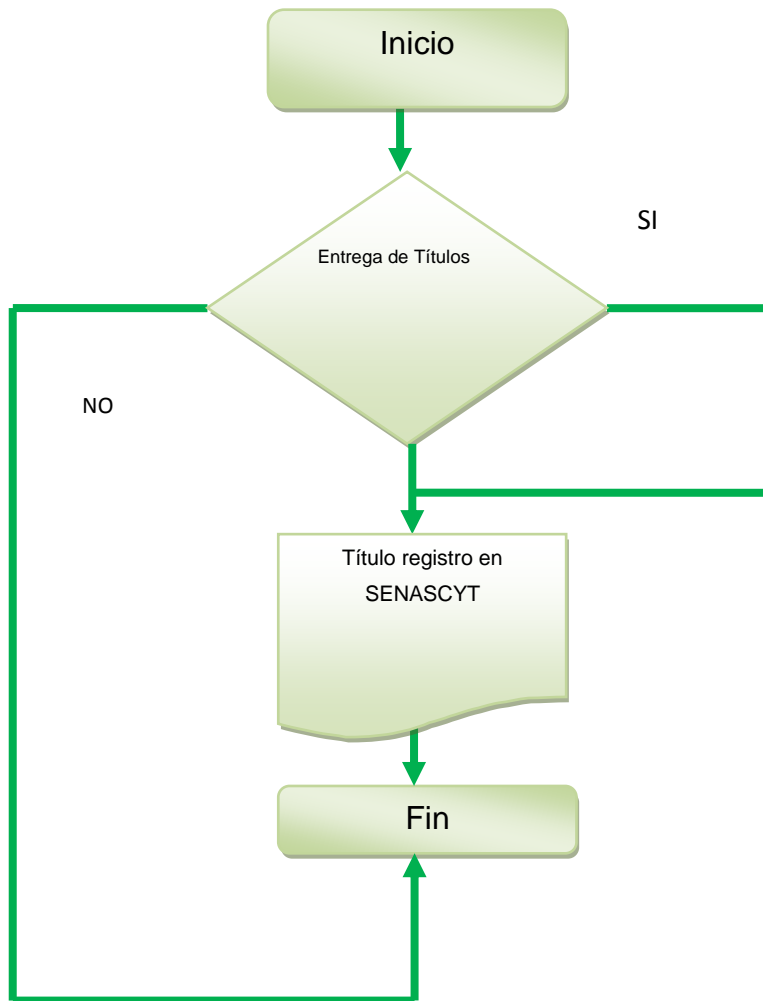 Inicio
SI
Entrega de Títulos
NO
Título registro en
SENASCYT
Fin